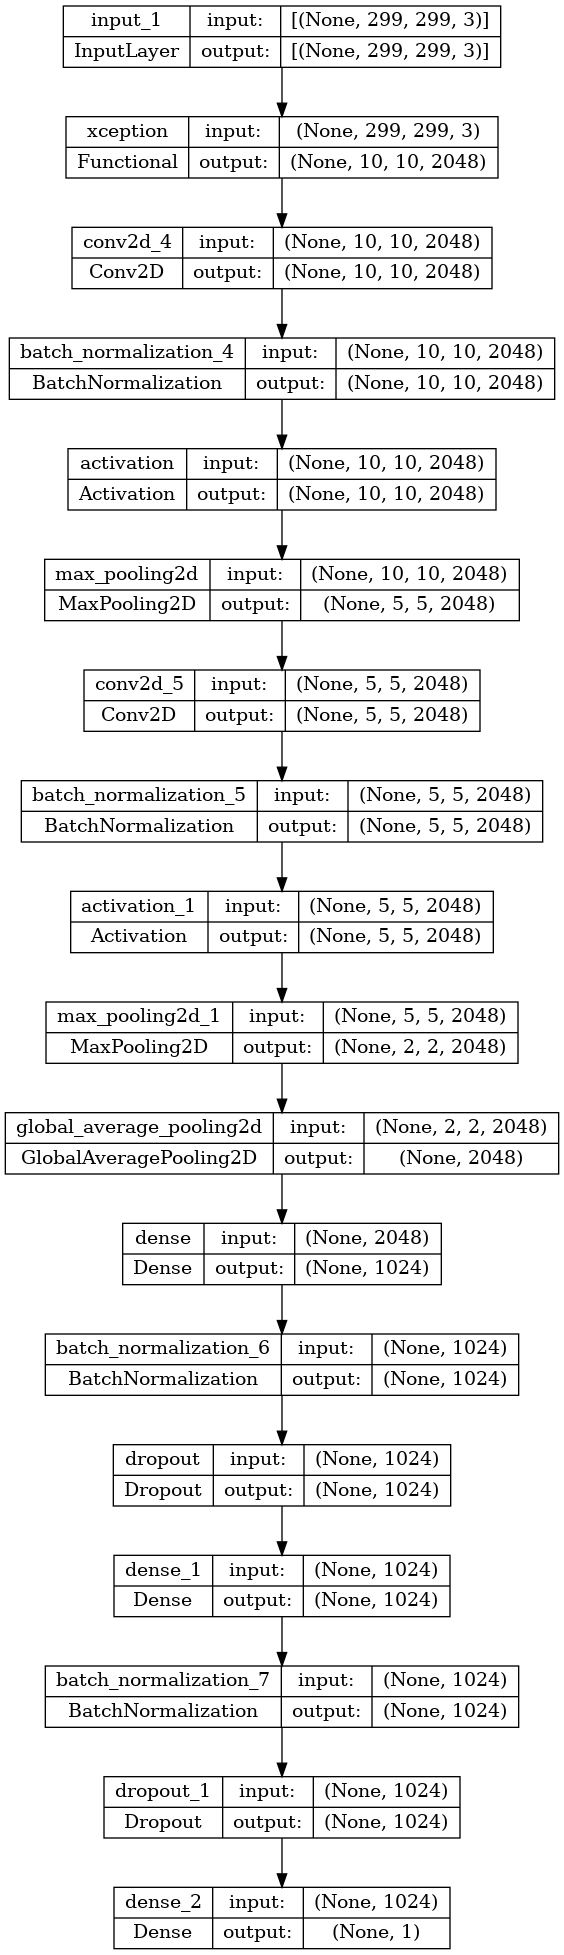 input_1 input: [(None, 299, 299, 3)]
InputLayer output: [(None, 299, 299, 3)]
xception input: (None, 299, 299, 3)
Functional output: (None, 10, 10, 2048)
conv2d_4 input: (None, 10, 10, 2048)
Conv2D output: (None, 10, 10, 2048)
batch_normalization_4 input: (None, 10, 10, 2048)
BatchNormalization output: (None, 10, 10, 2048)
activation input: (None, 10, 10, 2048)
Activation output: (None, 10, 10, 2048)
max_pooling2d input: (None, 10, 10, 2048)
MaxPooling2D output: (None, 5, 5, 2048)
conv2d_5 input: (None, 5, 5, 2048)
Conv2D output: (None, 5, 5, 2048)
batch_normalization_5 input: (None, 5, 5, 2048)
BatchNormalization output: (None, 5, 5, 2048)
activation_1 input: (None, 5, 5, 2048)
Activation output: (None, 5, 5, 2048)
max_pooling2d_1 input: (None, 5, 5, 2048)
MaxPooling2D output: (None, 2, 2, 2048)
global_average_pooling2d input: (None, 2, 2, 2048)
GlobalAveragePooling2D output: (None, 2048)
dense input: (None, 2048)
Dense output: (None, 1024)
batch_normalization_6 input: (None, 1024)
BatchNormalization output: (None, 1024)
dropout input: (None, 1024)
Dropout output: (None, 1024)
dense_1 input: (None, 1024)
Dense output: (None, 1024)
batch_normalization_7 input: (None, 1024)
BatchNormalization output: (None, 1024)
dropout_1 input: (None, 1024)
Dropout output: (None, 1024)
dense_2 input: (None, 1024)
Dense output: (None, 1)